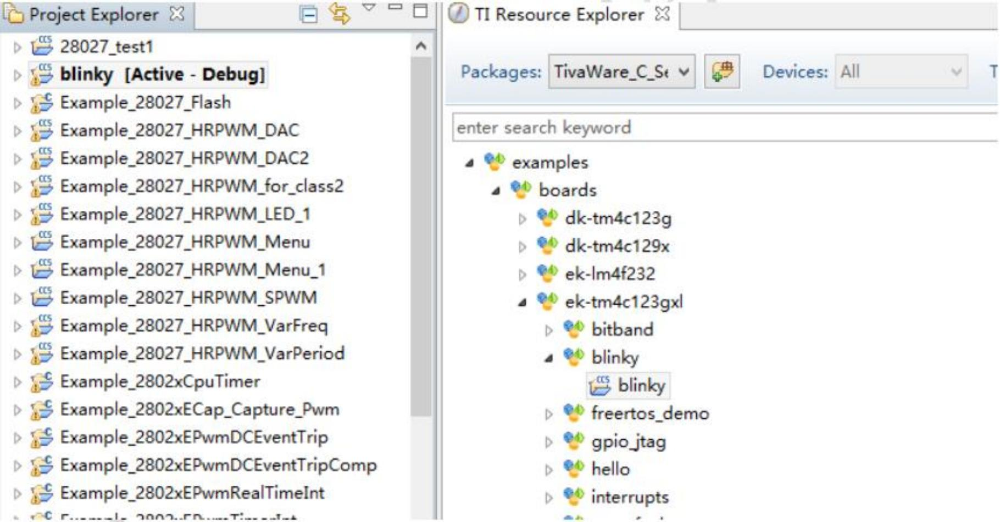 Project Explorer
28027_test1
blinky [Active - Debug]
Example_28027_Flash
Example_28027_HRPWM_DAC
Example_28027_HRPWM_DAC2
Example_28027_HRPWM_for_class2
Example_28027_HRPWM_LED_1
Example_28027_HRPWM_Menu
Example_28027_HRPWM_Menu_1
Example_28027_HRPWM_SPWM
Example_28027_HRPWM_VarFreq
Example_28027_HRPWM_VarPeriod
Example_2802xCpuTimer
Example_2802xECap_Capture_Pwm
Example_2802xEPwmDCEventTrip
Example_2802xEPwmDCEventTripComp
Example_2802xEPwmRealTimeInt
TI Resource Explorer
Packages: TivaWare_C_Se Devices: All T
enter search keyword
examples
boards
dk-tm4c123g
dk-tm4c129x
ek-lm4f232
ek-tm4c123gxl
bitband
blinky
blinky
freertos_demo
gpio_jtag
hello
interrupts